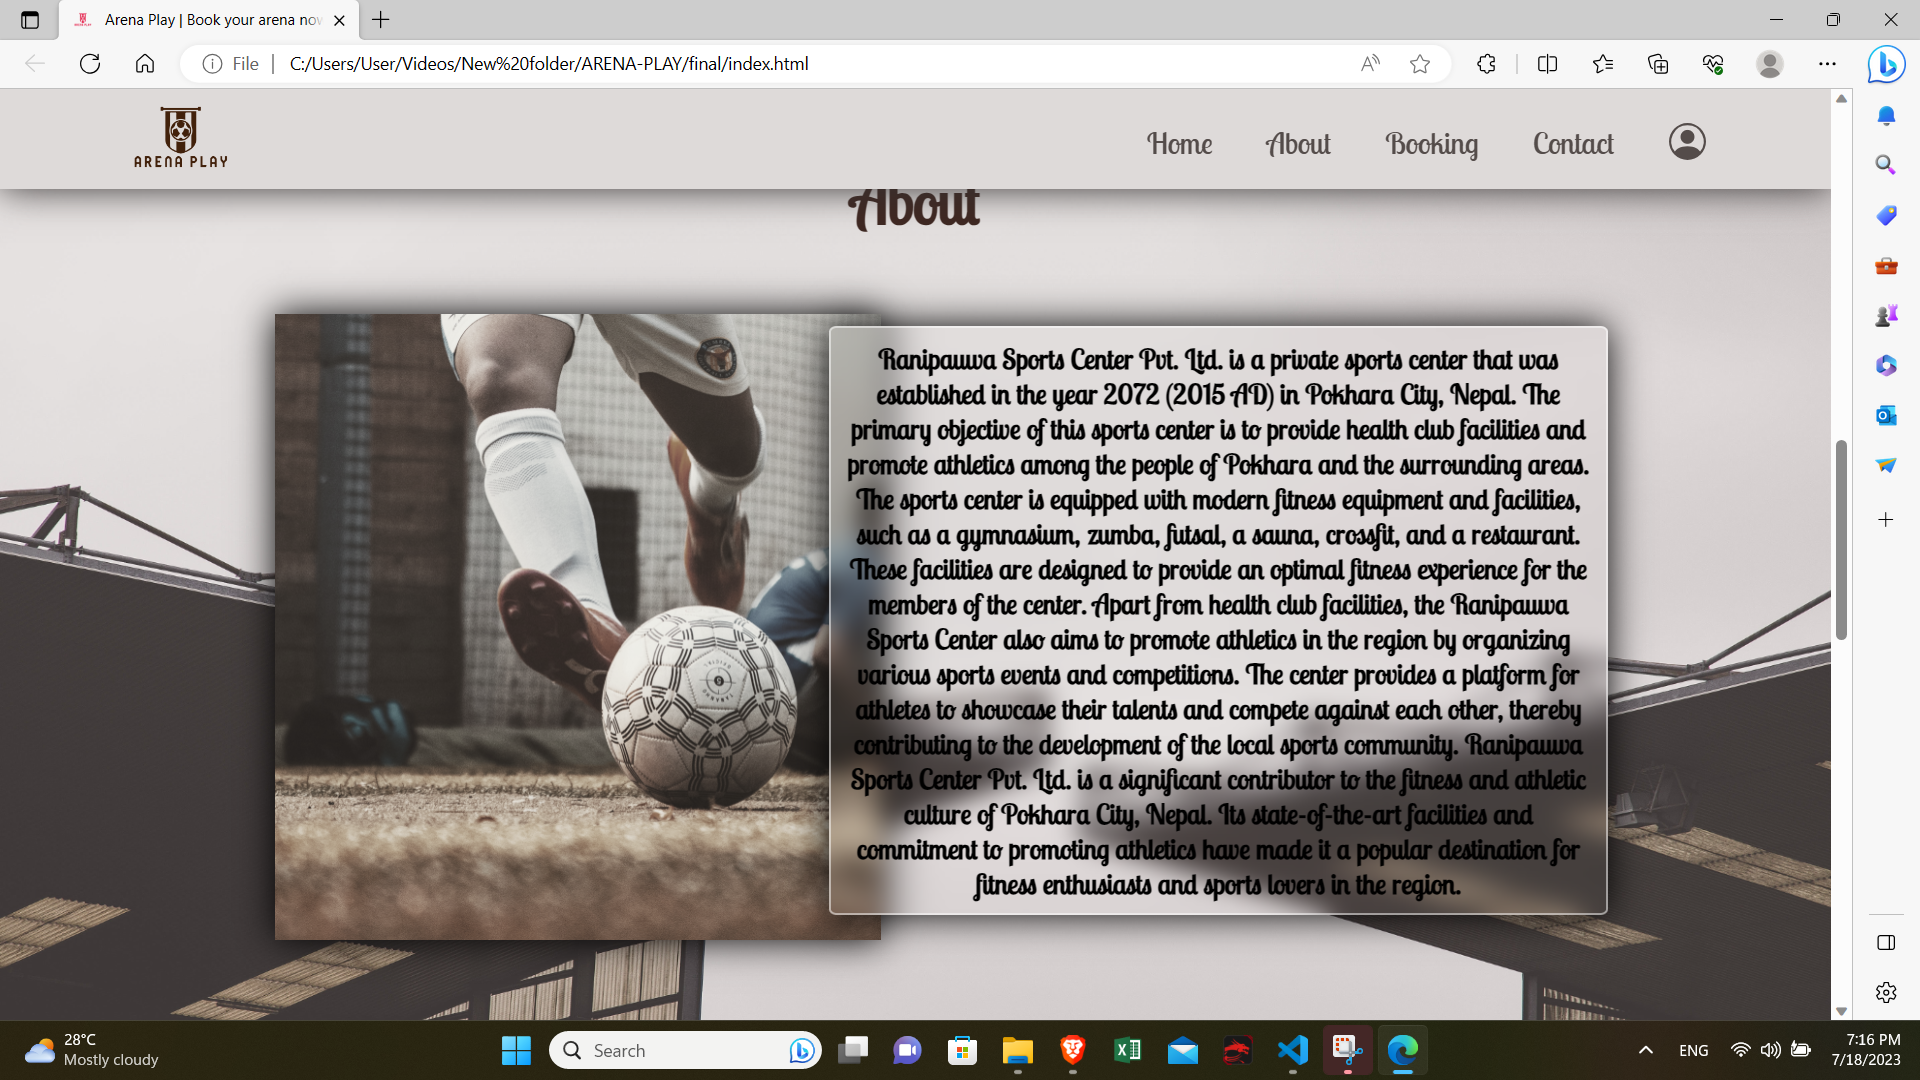 Arena Play | Book your arena nov
File
C:/Users/User/Videos/New%20folder/ARENA-PLAY/final/index.html
ARENA PLAY
Home
About
Booking
Contact
About
Ranipauwa Sports Center Pvt. Ltd. is a private sports center that was
established in the year 2072 (2015 AD) in Pokhara City, Nepal. The
primary objective of this sports center is to provide health club facilities and
promote athletics among the people of Pokhara and the surrounding areas.
The sports center is equipped with modern fitness equipment and facilities,
such as a gymnasium, zumba, futsal, a sauna, crossfit, and a restaurant.
These facilities are designed to provide an optimal fitness experience for the
members of the center. Apart from health club facilities, the Ranipauwa
Sports Center also aims to promote athletics in the region by organizing
various sports events and competitions. The center provides a platform for
athletes to showcase their talents and compete against each other, thereby
contributing to the development of the local sports community. Ranipauwa
Sports Center Pvt. Ltd. is a significant contributor to the fitness and athletic
culture of Pokhara City, Nepal. Its state-of-the-art facilities and
commitment to promoting athletics have made it a popular destination for
fitness enthusiasts and sports lovers in the region.
28°C
Mostly cloudy
Search
ENG
7:16 PM
7/18/2023